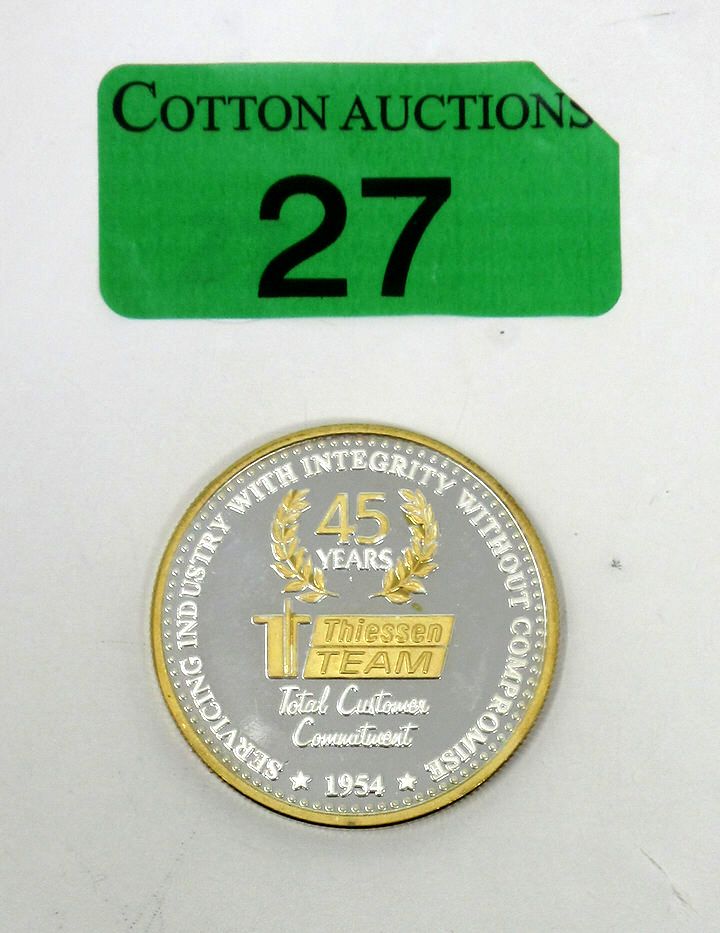 COTTON AUCTIONS
27
SERVICING INDUSTRY WITH INTEGRITY WITHOUT COMPROMISE
45
YEARS
Thiessen
TEAM
Total Customer
Commitment
★ 1954 ★